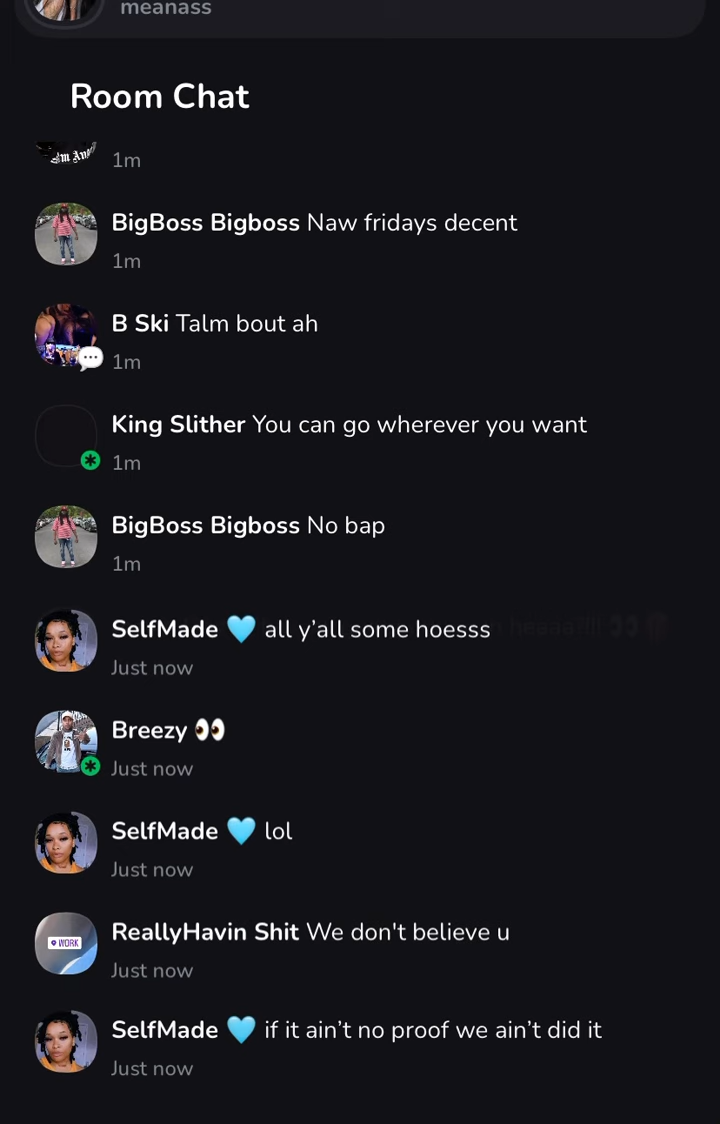 meanass
Room Chat
I'm
1m
BigBoss Bigboss Naw fridays decent
1m
B Ski Talm bout ah
1m
King Slither You can go wherever you want
1m
BigBoss Bigboss No bap
1m
SelfMade 🩵 all y’all some hoesss
Just now
Breezy 👀
Just now
SelfMade 🩵 lol
Just now
WORK
ReallyHavin Shit We don't believe u
Just now
SelfMade 🩵 if it ain’t no proof we ain’t did it
Just now